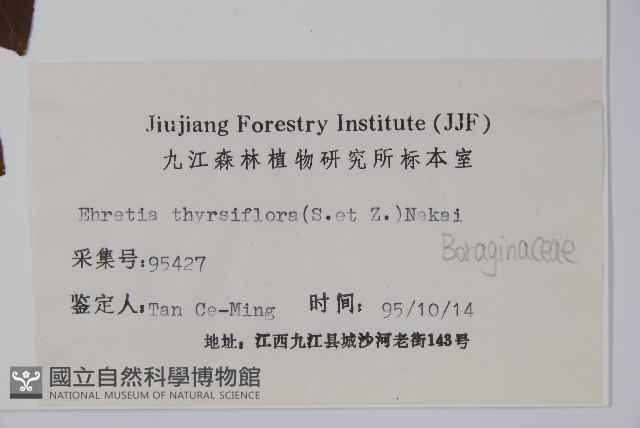 Jiujiang Forestry Institute (JJF)
九江森林植物研究所标本室
Ehretia thyrsiflora(S.et Z.)Nakai
Boraginaceae
采集号:95427
鉴定人:Tan Ce-Ming 时间: 95/10/14
地址: 江西九江县城沙河老街143号
國立自然科學博物館
NATIONAL MUSEUM OF NATURAL SCIENCE